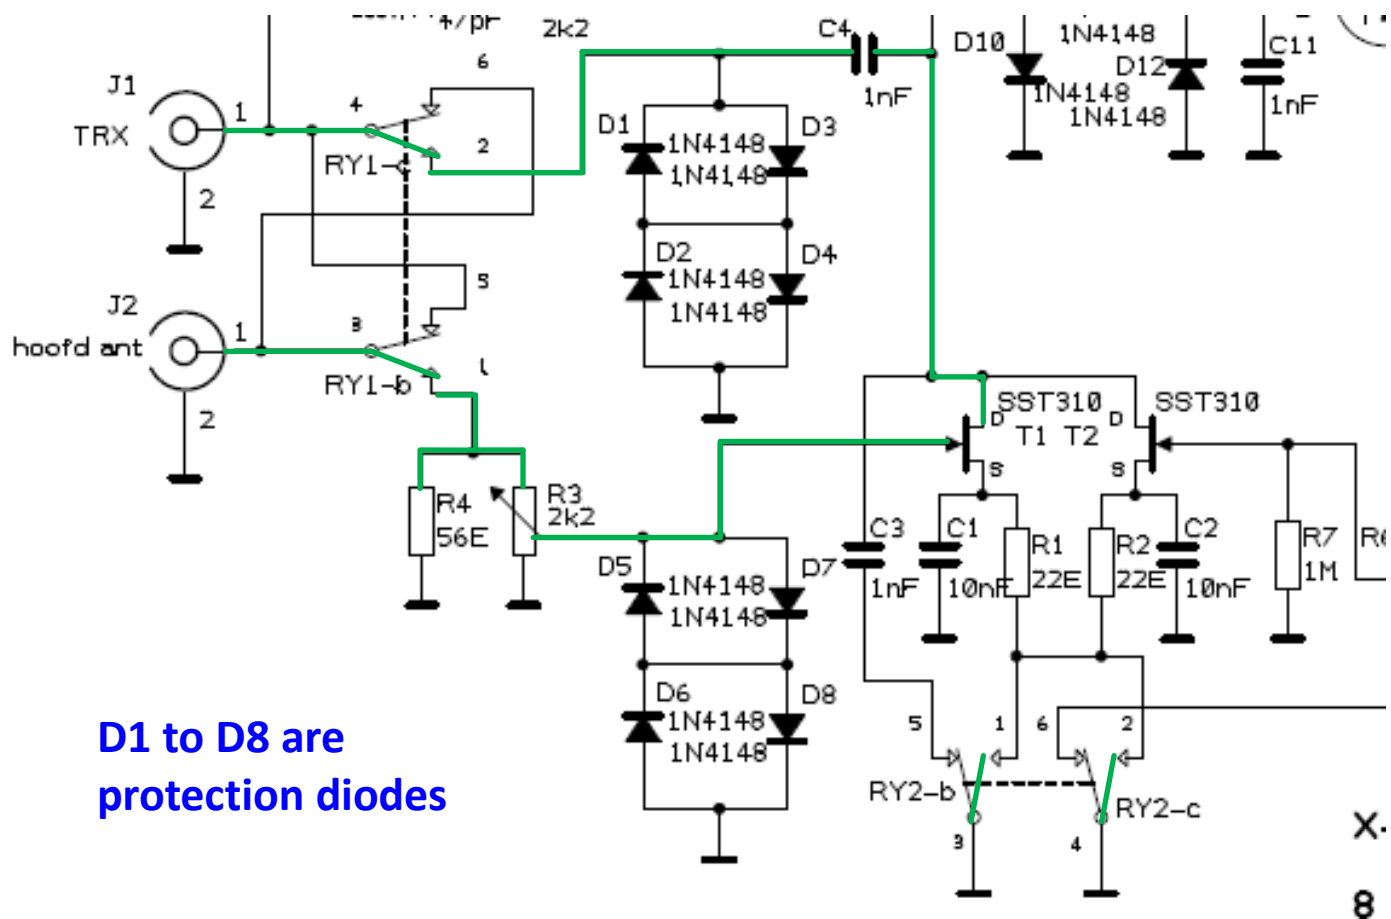 47pF
2k2
C4
1nF
D10
1N4148
1N4148
1N4148
D12
C11
1nF
J1
1
TRX
2
4
6
2
RY1-c
D1
1N4148
1N4148
D3
D2
1N4148
1N4148
D4
J2
1
hoofd ant
2
3
5
1
RY1-b
R4
56E
R3
2k2
D
SST310
T1
S
D
SST310
T2
S
D5
1N4148
1N4148
D7
D6
1N4148
1N4148
D8
C3
1nF
C1
10nF
R1
22E
R2
22E
C2
10nF
R7
1M
5
1
6
2
RY2-b
RY2-c
3
4
X-
8
D1 to D8 are
protection diodes